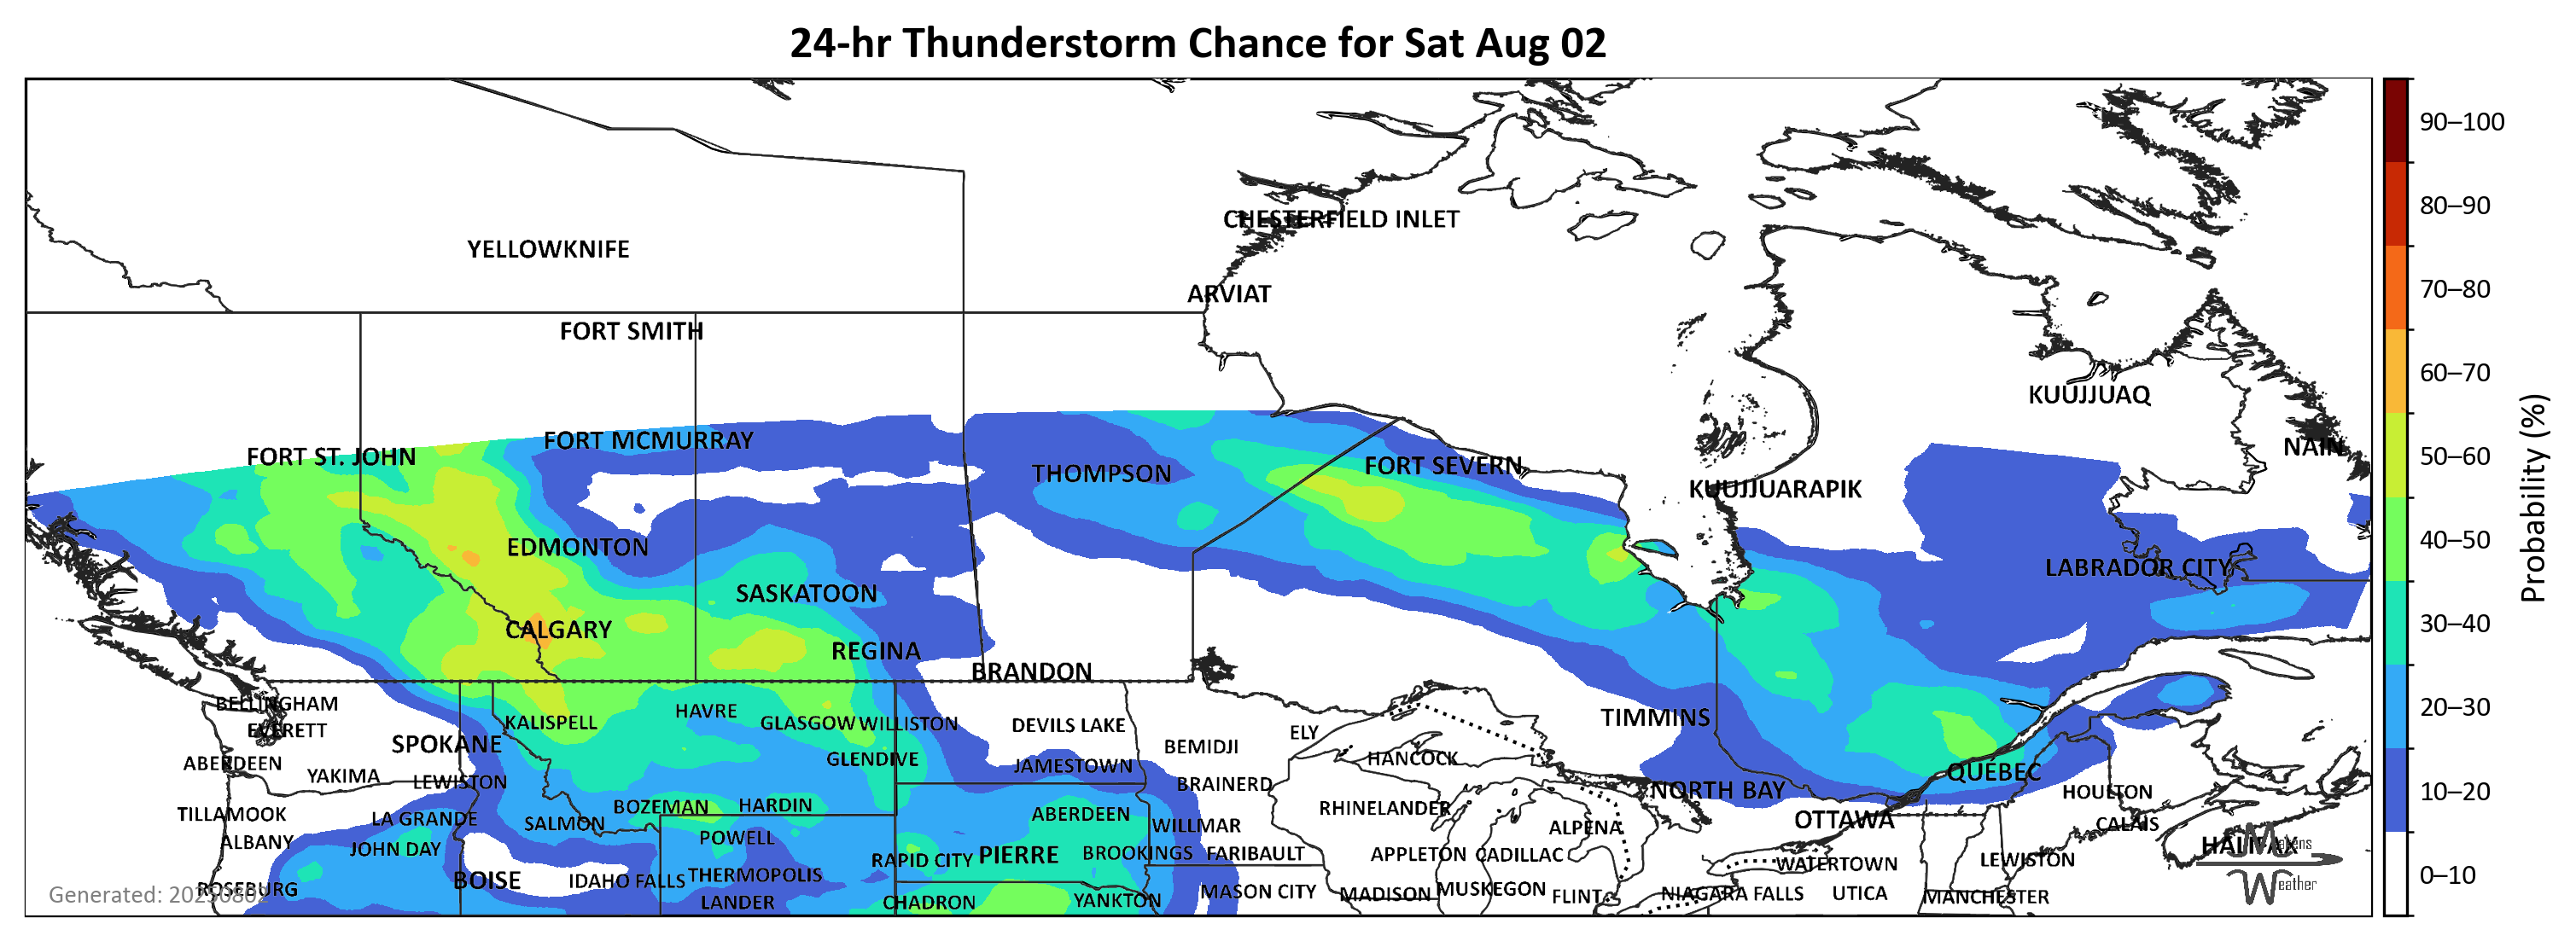 24-hr Thunderstorm Chance for Sat Aug 02
90–100
80–90
CHESTERFIELD INLET
YELLOWKNIFE
70–80
ARVIAT
FORT SMITH
60–70
KUUJJUAQ
FORT MCMURRAY
NAIN
FORT ST. JOHN
50–60
THOMPSON
FORT SEVERN
KUUJJUARAPIK
Probability (%)
EDMONTON
40–50
LABRADOR CITY
SASKATOON
CALGARY
30–40
REGINA
BRANDON
BELLINGHAM
HAVRE
20–30
KALISPELL
GLASGOW
WILLISTON
DEVILS LAKE
TIMMINS
EVERETT
ELY
SPOKANE
BEMIDJI
GLENDIVE
HANCOCK
ABERDEEN
JAMESTOWN
QUÉBEC
YAKIMA
LEWISTON
BRAINERD
NORTH BAY
HOULTON
10–20
BOZEMAN
HARDIN
RHINELANDER
TILLAMOOK
ABERDEEN
LA GRANDE
SALMON
WILLMAR
ALPENA
OTTAWA
CALAIS
POWELL
ALBANY
HALIFAX
Makens
JOHN DAY
BROOKINGS
FARIBAULT
APPLETON
CADILLAC
RAPID CITY
PIERRE
WATERTOWN
LEWISTON
THERMOPOLIS
0–10
BOISE
IDAHO FALLS
Weather
ROSEBURG
MASON CITY
MADISON
MUSKEGON
Generated: 20250802
FLINT
NIAGARA FALLS
UTICA
MANCHESTER
LANDER
CHADRON
YANKTON